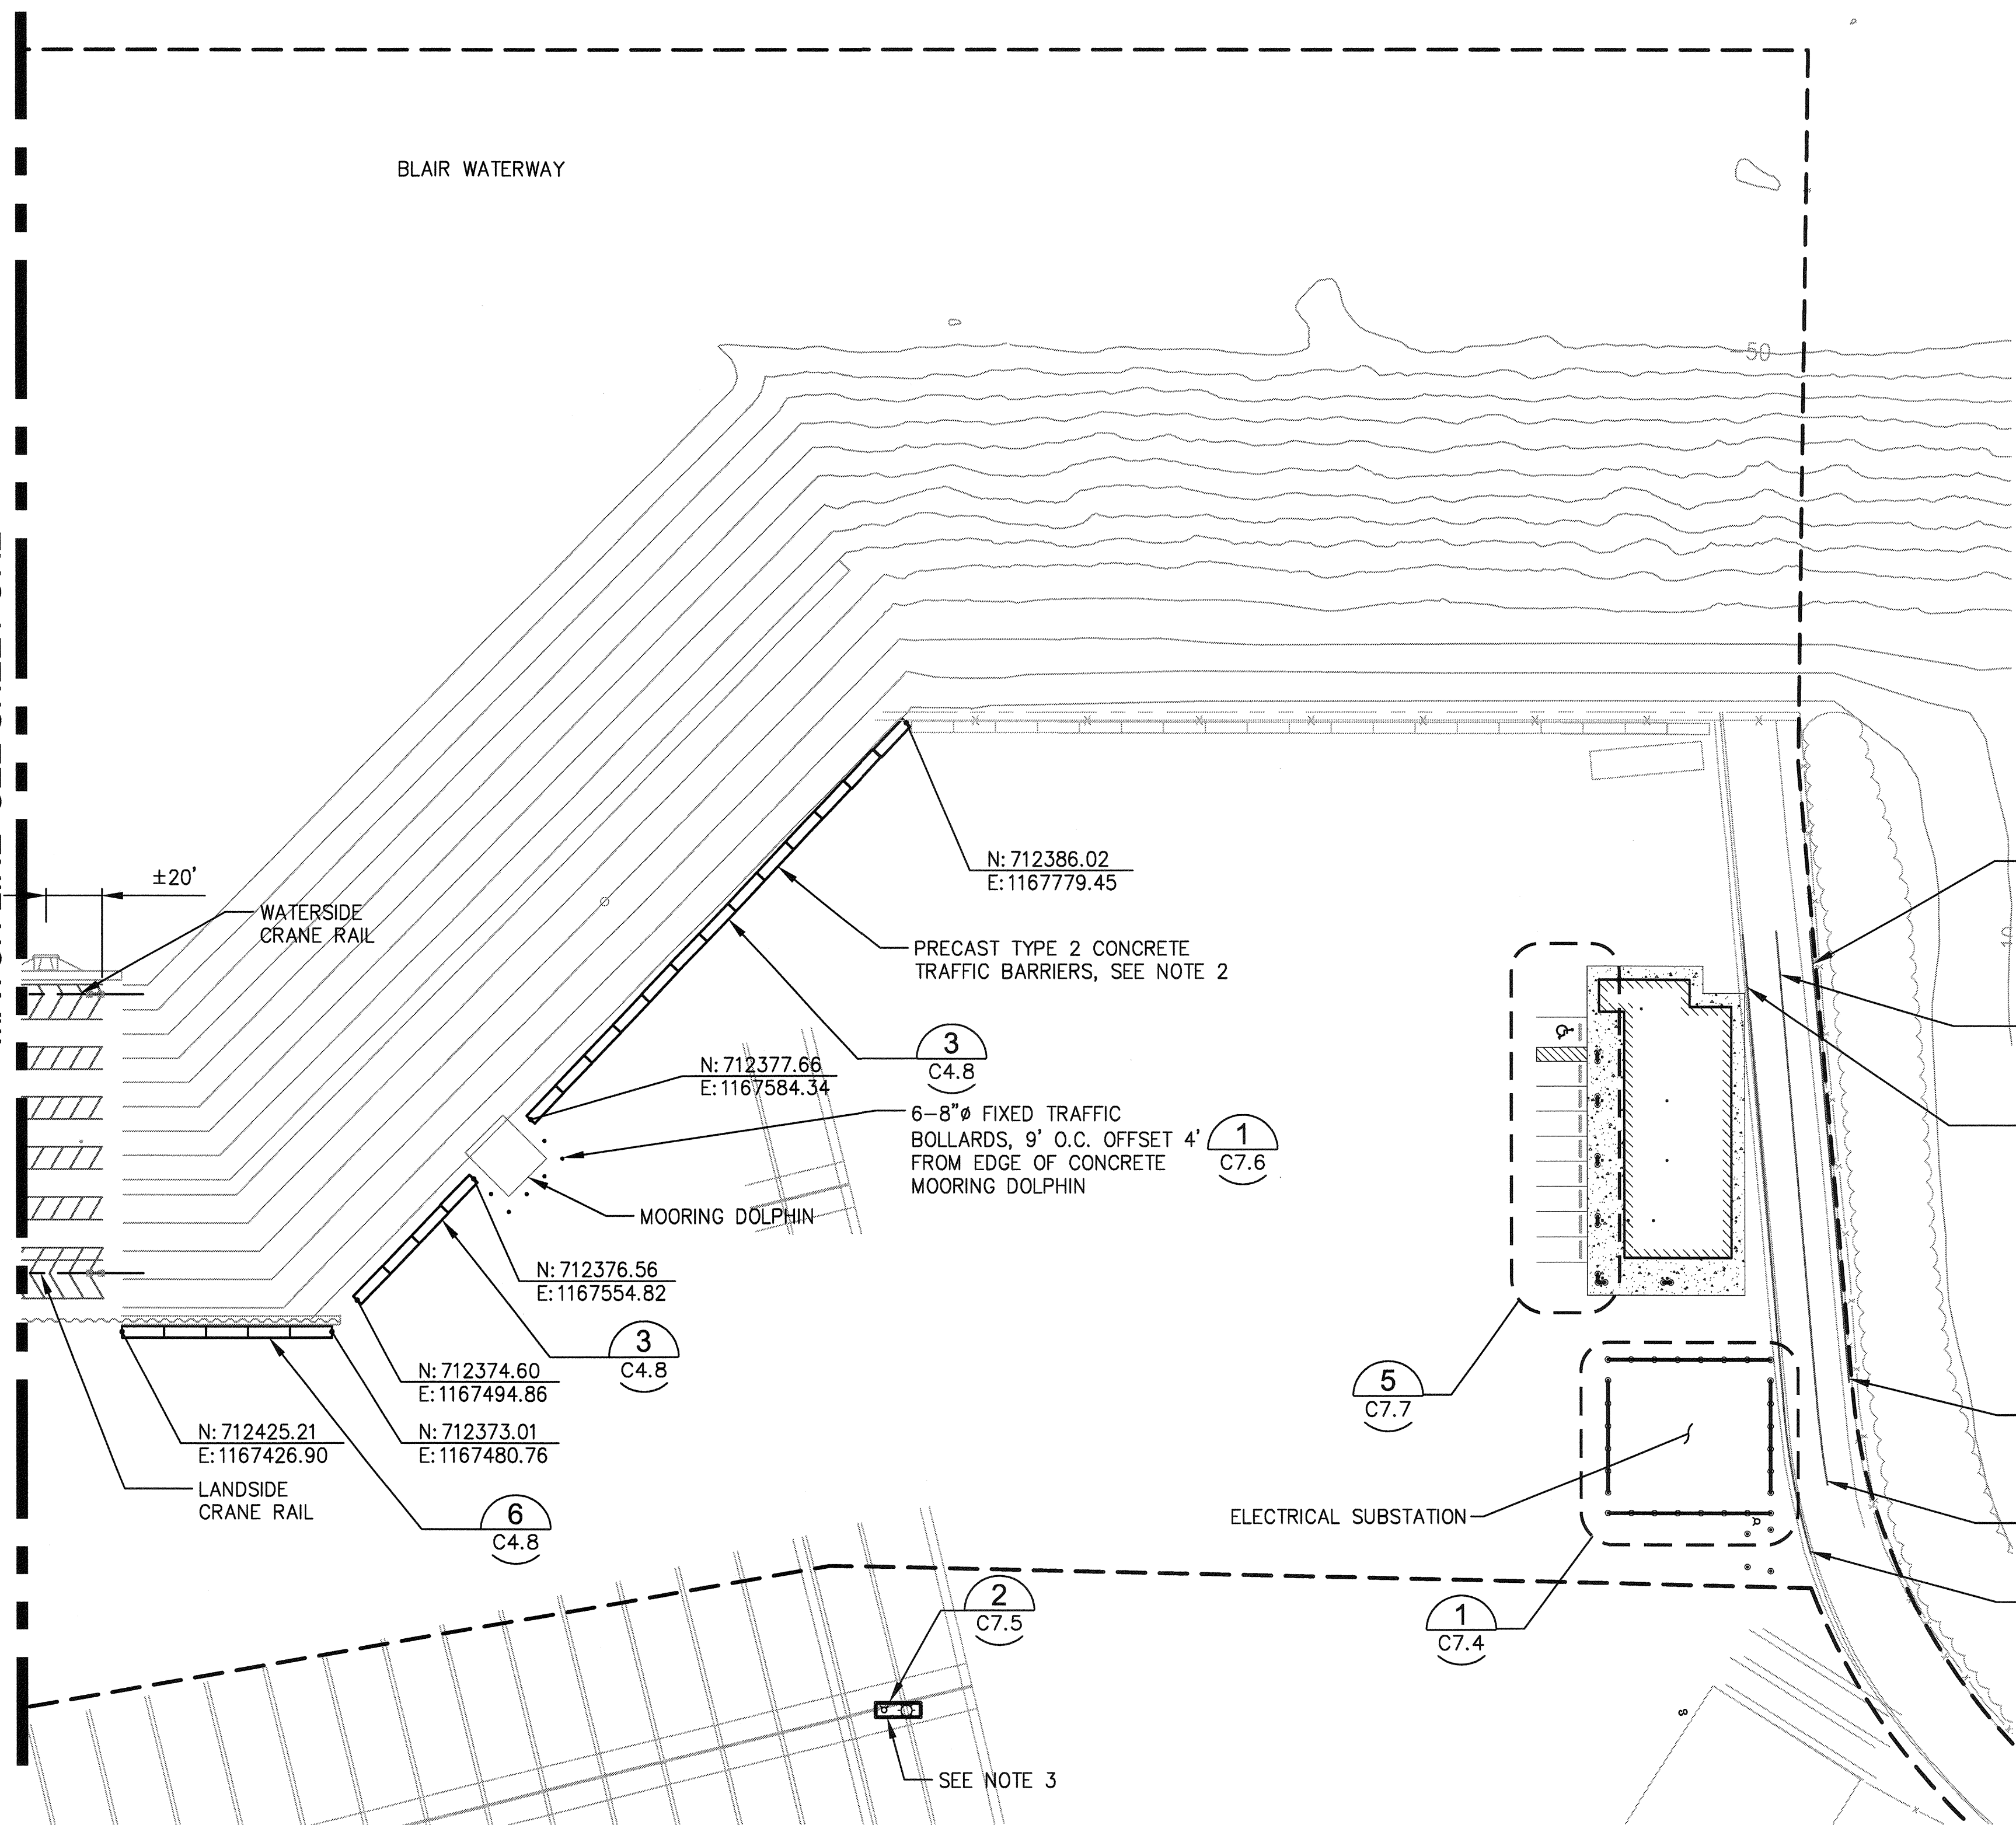 BLAIR WATERWAY
-50
±20'
WATERSIDE
CRANE RAIL
N: 712386.02
E: 1167779.45
PRECAST TYPE 2 CONCRETE
TRAFFIC BARRIERS, SEE NOTE 2
10
3
C4.8
N: 712377.66
E: 1167584.34
6-8"ø FIXED TRAFFIC
BOLLARDS, 9' O.C. OFFSET 4'
FROM EDGE OF CONCRETE
MOORING DOLPHIN
1
C7.6
MOORING DOLPHIN
N: 712376.56
E: 1167554.82
3
C4.8
N: 712374.60
E: 1167494.86
N: 712425.21
E: 1167426.90
N: 712373.01
E: 1167480.76
LANDSIDE
CRANE RAIL
6
C4.8
5
C7.7
ELECTRICAL SUBSTATION
2
C7.5
1
C7.4
SEE NOTE 3
8